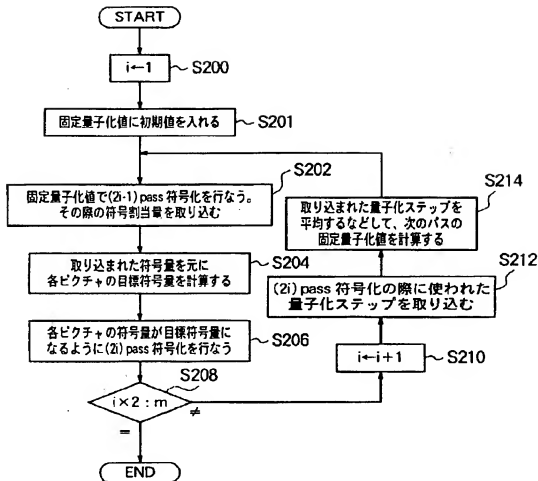 START
i←1
S200
固定量子化値に初期値を入れる
S201
固定量子化値で(2i-1) pass 符号化を行なう。
その際の符号割当量を取り込む
S202
取り込まれた符号量を元に
各ピクチャの目標符号量を計算する
S204
各ピクチャの符号量が目標符号量に
なるように(2i) pass 符号化を行なう
S206
i×2 : m
S208
=
≠
END
i←i+1
S210
(2i) pass 符号化の際に使われた
量子化ステップを取り込む
S212
取り込まれた量子化ステップを
平均するなどして、次のパスの
固定量子化値を計算する
S214